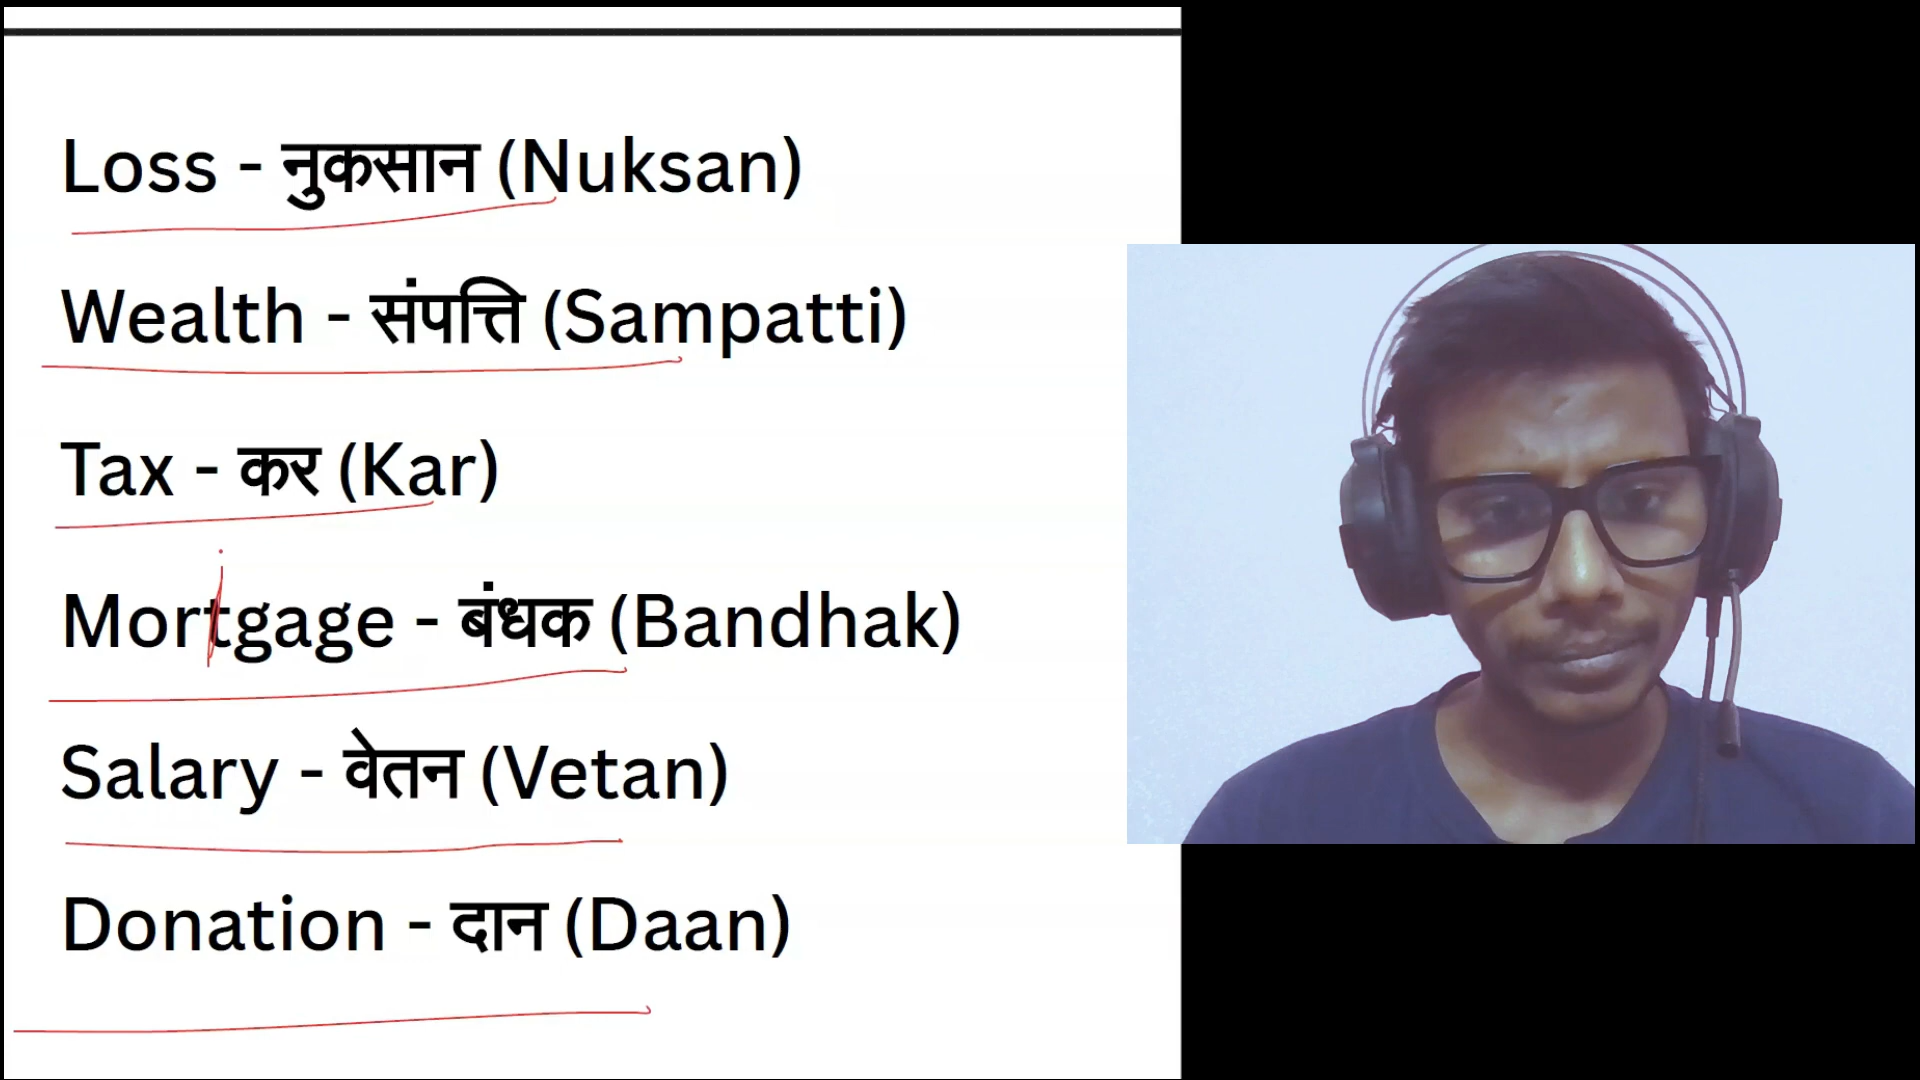 Loss - नुकसान (Nuksan)
Wealth - संपत्ति (Sampatti)
Tax - कर (Kar)
Mortgage - बंधक (Bandhak)
Salary - वेतन (Vetan)
Donation - दान (Daan)